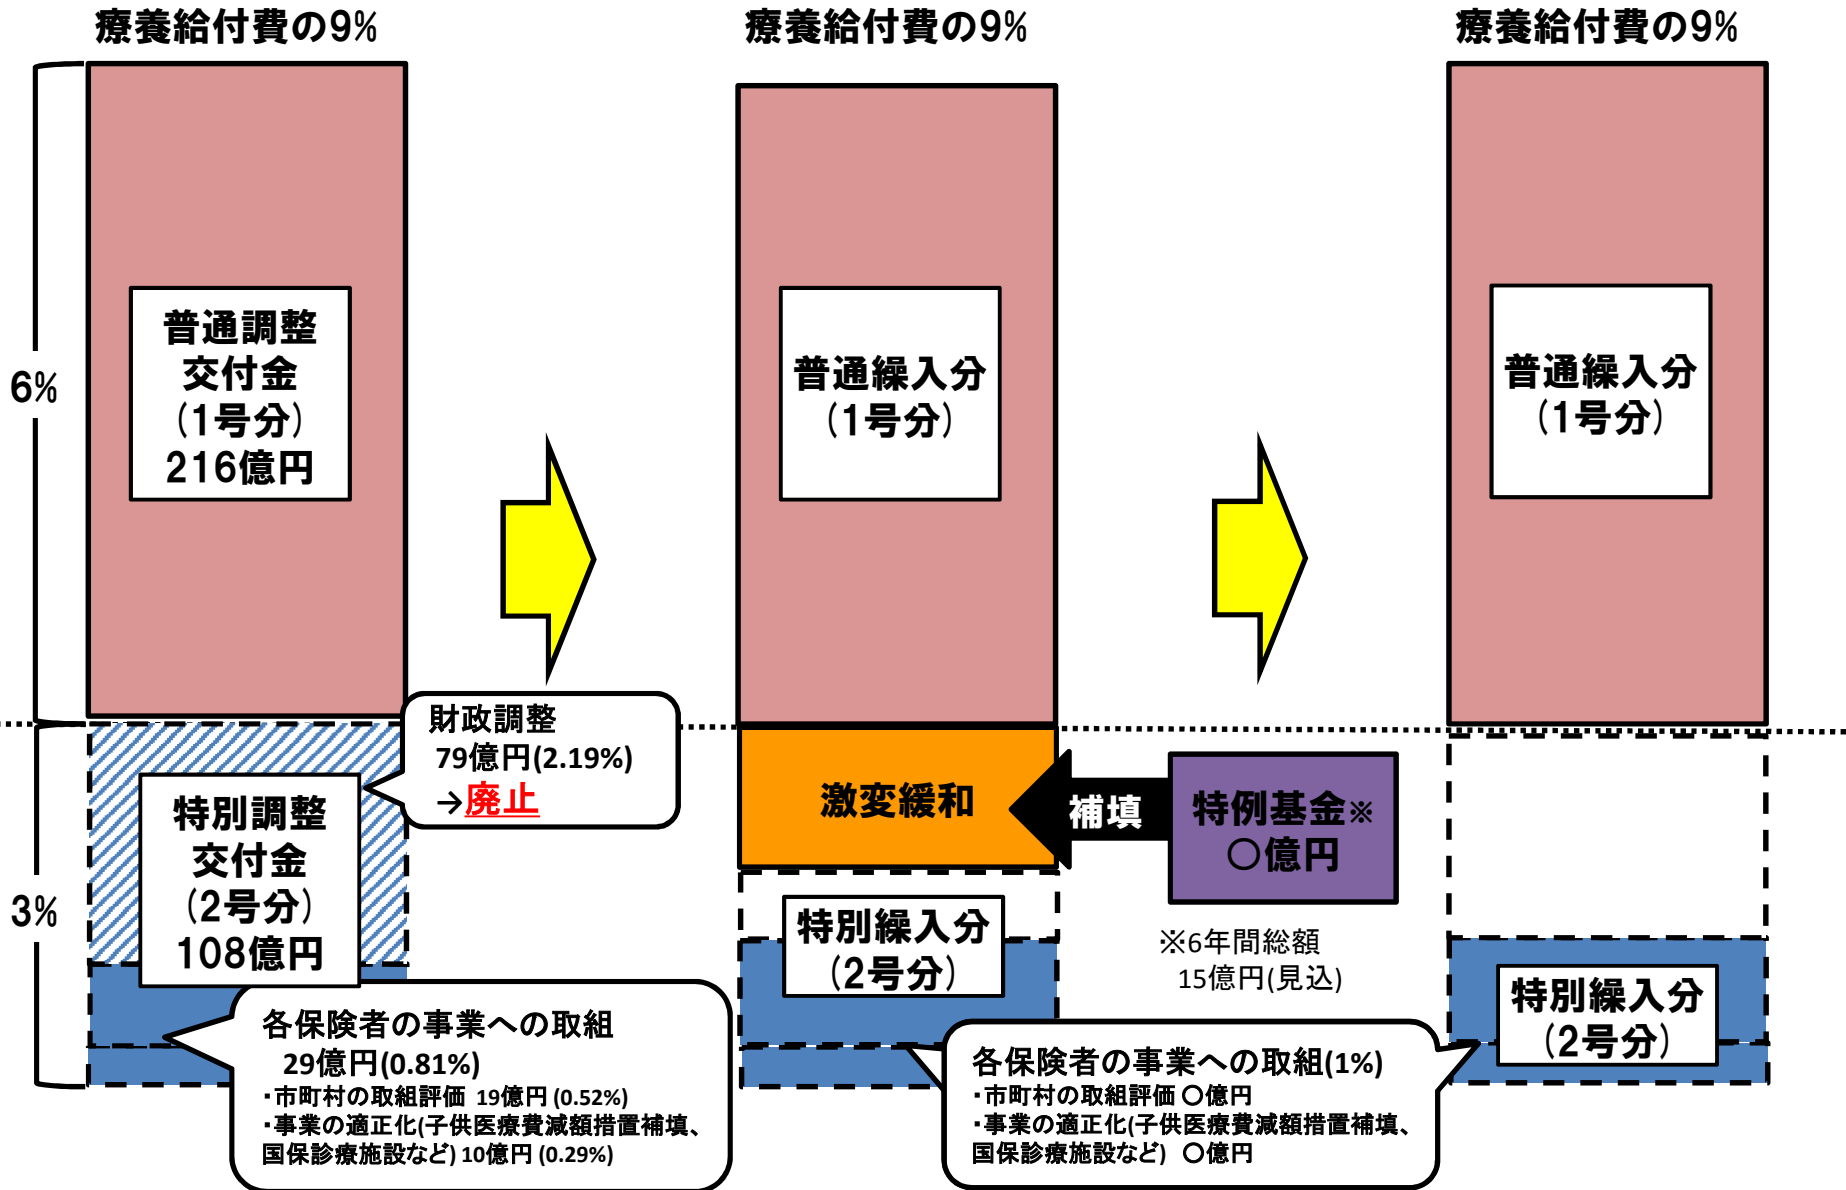 療養給付費の9%
療養給付費の9%
療養給付費の9%
6%
普通調整
交付金
(1号分)
216億円
普通繰入分
(1号分)
普通繰入分
(1号分)
財政調整
79億円(2.19%)
→廃止
3%
特別調整
交付金
(2号分)
108億円
激変緩和
補填
特例基金※
〇億円
※6年間総額
15億円(見込)
特別繰入分
(2号分)
特別繰入分
(2号分)
各保険者の事業への取組
29億円(0.81%)
・市町村の取組評価 19億円 (0.52%)
・事業の適正化(子供医療費減額措置補填、
国保診療施設など) 10億円 (0.29%)
各保険者の事業への取組(1%)
・市町村の取組評価 〇億円
・事業の適正化(子供医療費減額措置補填、
国保診療施設など) 〇億円